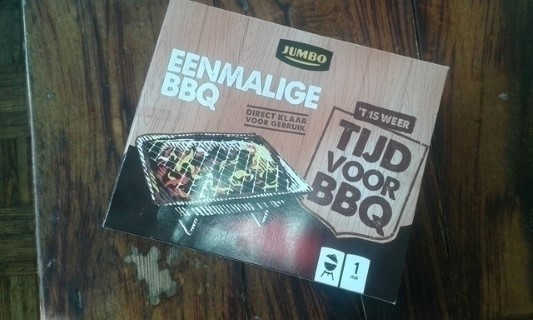 JUMBO
EENMALIGE
BBQ
DIRECT KLAAR
VOOR GEBRUIK
'T IS WEER
TIJD
VOOR
BBQ
1